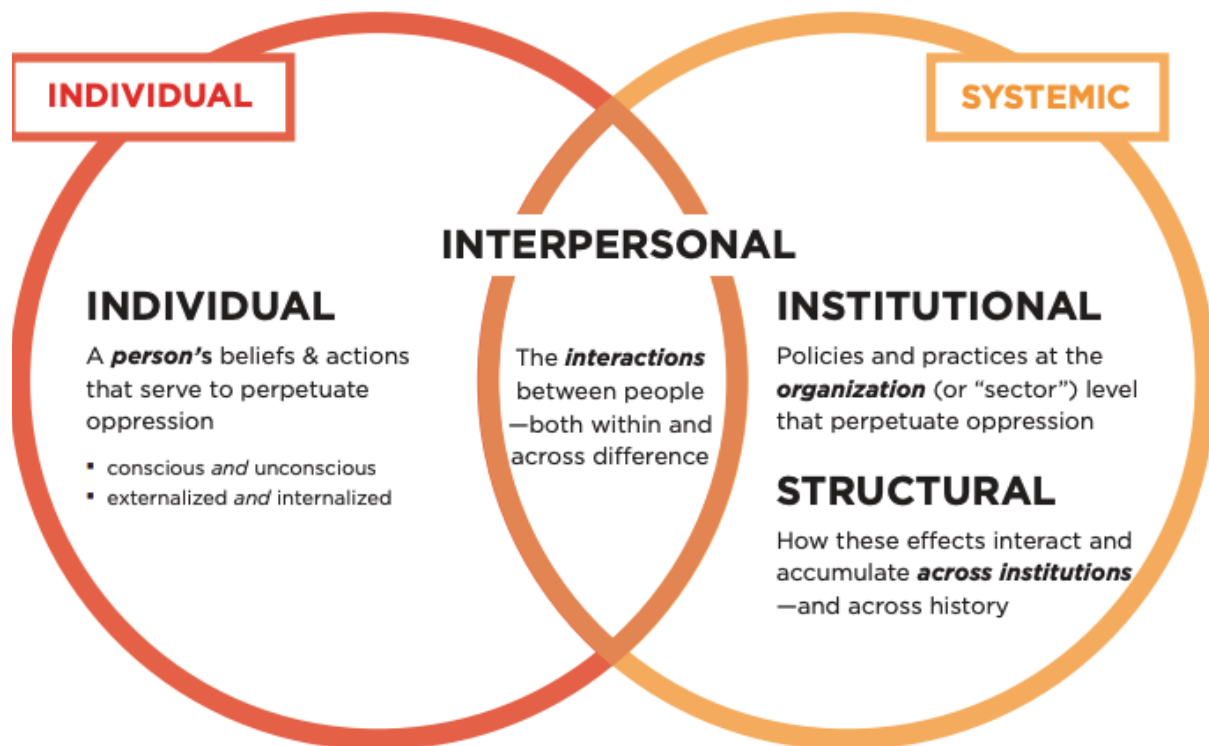 INDIVIDUAL
SYSTEMIC
INTERPERSONAL
INDIVIDUAL
A person's beliefs & actions
that serve to perpetuate
oppression
▪ conscious and unconscious
▪ externalized and internalized
The interactions
between people
—both within and
across difference
INSTITUTIONAL
Policies and practices at the
organization (or “sector”) level
that perpetuate oppression
STRUCTURAL
How these effects interact and
accumulate across institutions
—and across history